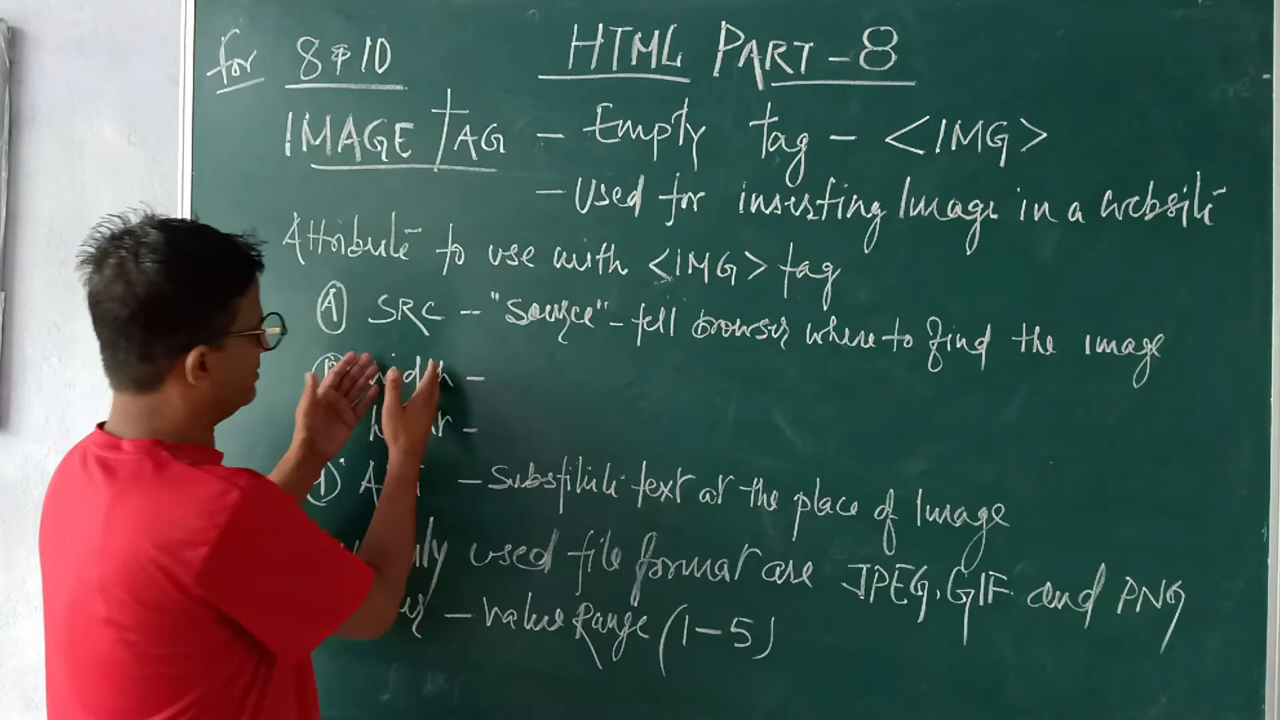 for 8 & 10 HTML PART - 8
IMAGE TAG - Empty tag - <IMG>
- Used for inserting Image in a website
Attribute to use with <IMG> tag
(A) SRC - "Source" - tell browser where to find the image
width -
-
- Substitute text at the place of Image
used file format are JPEG, GIF and PNG
- Value Range (1-5)